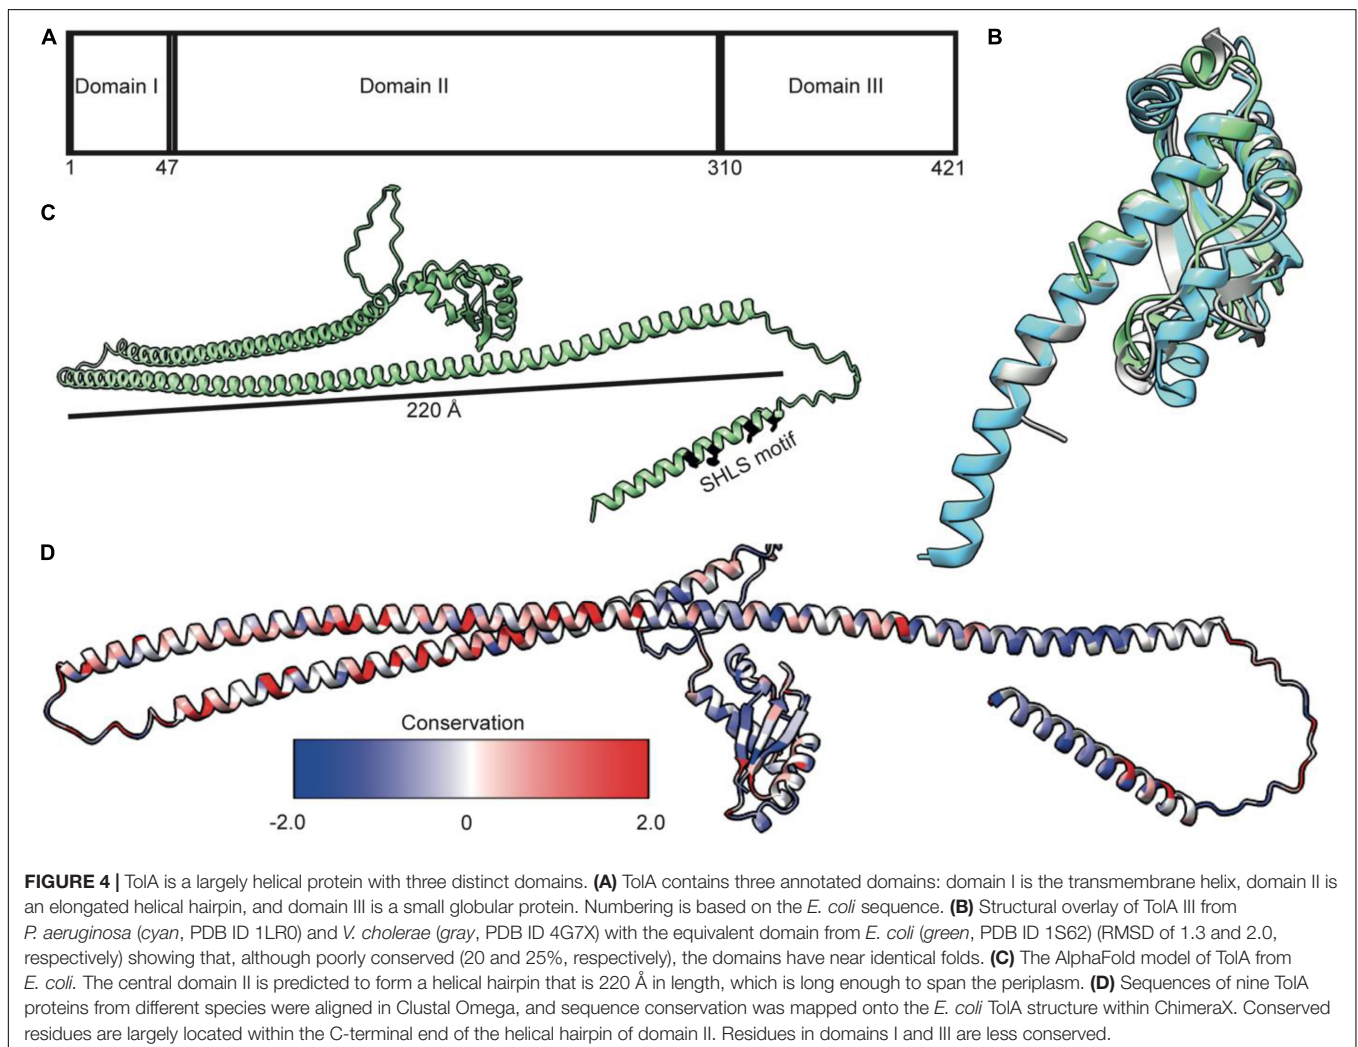 A
Domain I
Domain II
Domain III
1
47
310
421
B
C
220 Å
SHLS motif
D
Conservation
-2.0
0
2.0
FIGURE 4 | TolA is a largely helical protein with three distinct domains. (A) TolA contains three annotated domains: domain I is the transmembrane helix, domain II is
an elongated helical hairpin, and domain III is a small globular protein. Numbering is based on the E. coli sequence. (B) Structural overlay of TolA III from
P. aeruginosa (cyan, PDB ID 1LR0) and V. cholerae (gray, PDB ID 4G7X) with the equivalent domain from E. coli (green, PDB ID 1S62) (RMSD of 1.3 and 2.0,
respectively) showing that, although poorly conserved (20 and 25%, respectively), the domains have near identical folds. (C) The AlphaFold model of TolA from
E. coli. The central domain II is predicted to form a helical hairpin that is 220 Å in length, which is long enough to span the periplasm. (D) Sequences of nine TolA
proteins from different species were aligned in Clustal Omega, and sequence conservation was mapped onto the E. coli TolA structure within ChimeraX. Conserved
residues are largely located within the C-terminal end of the helical hairpin of domain II. Residues in domains I and III are less conserved.